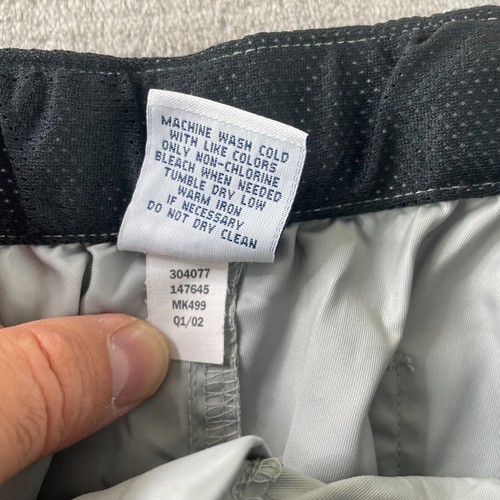 MACHINE WASH COLD
WITH LIKE COLORS
ONLY NON-CHLORINE
BLEACH WHEN NEEDED
TUMBLE DRY LOW
WARM IRON
IF NECESSARY
DO NOT DRY CLEAN
304077
147645
MK499
Q1/02